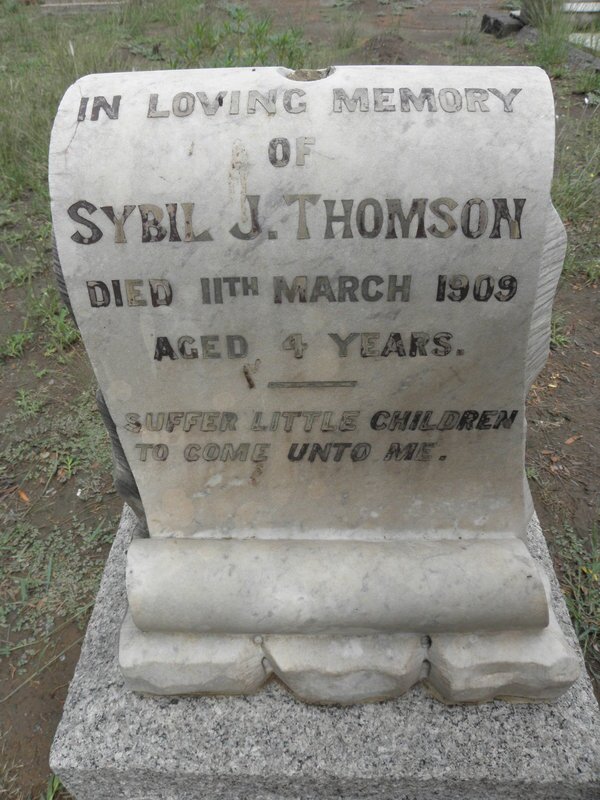 IN LOVING MEMORY
OF
SYBIL J. THOMSON
DIED 11TH MARCH 1909
AGED 4 YEARS.
SUFFER LITTLE CHILDREN
TO COME UNTO ME.